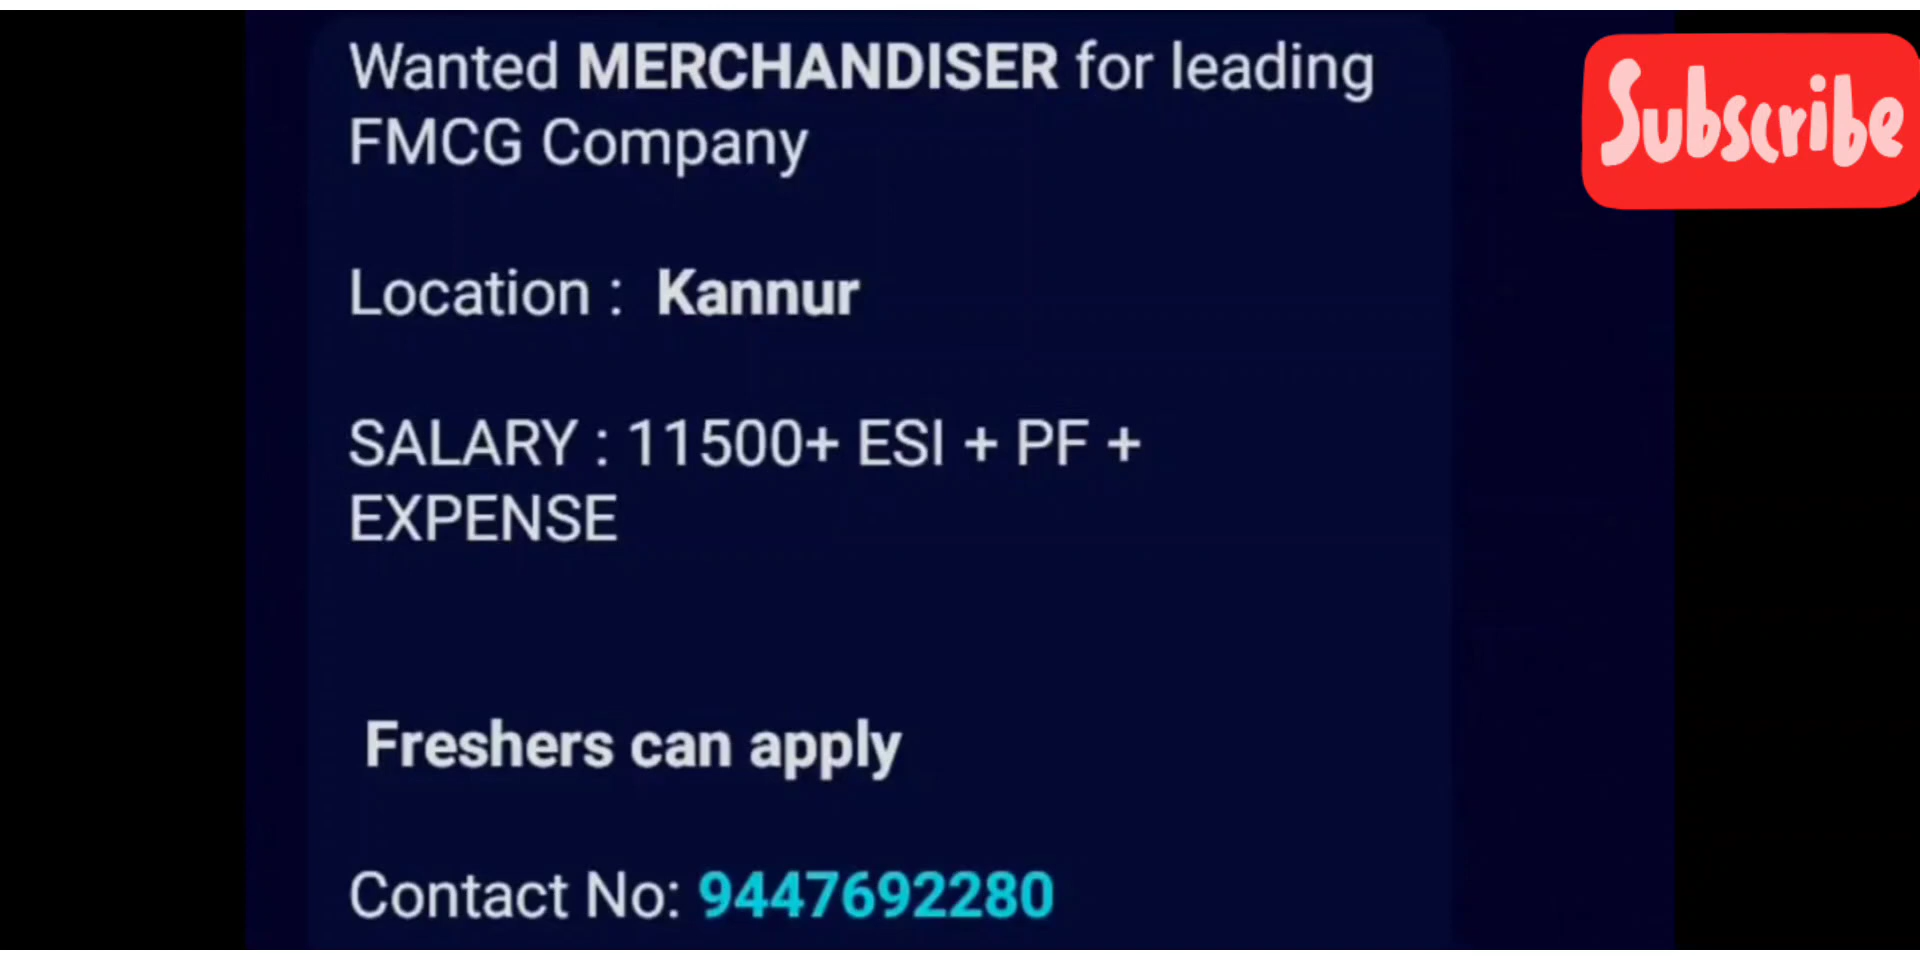 Wanted MERCHANDISER for leading
FMCG Company
Subscribe
Location : Kannur
SALARY : 11500+ ESI + PF +
EXPENSE
Freshers can apply
Contact No: 9447692280